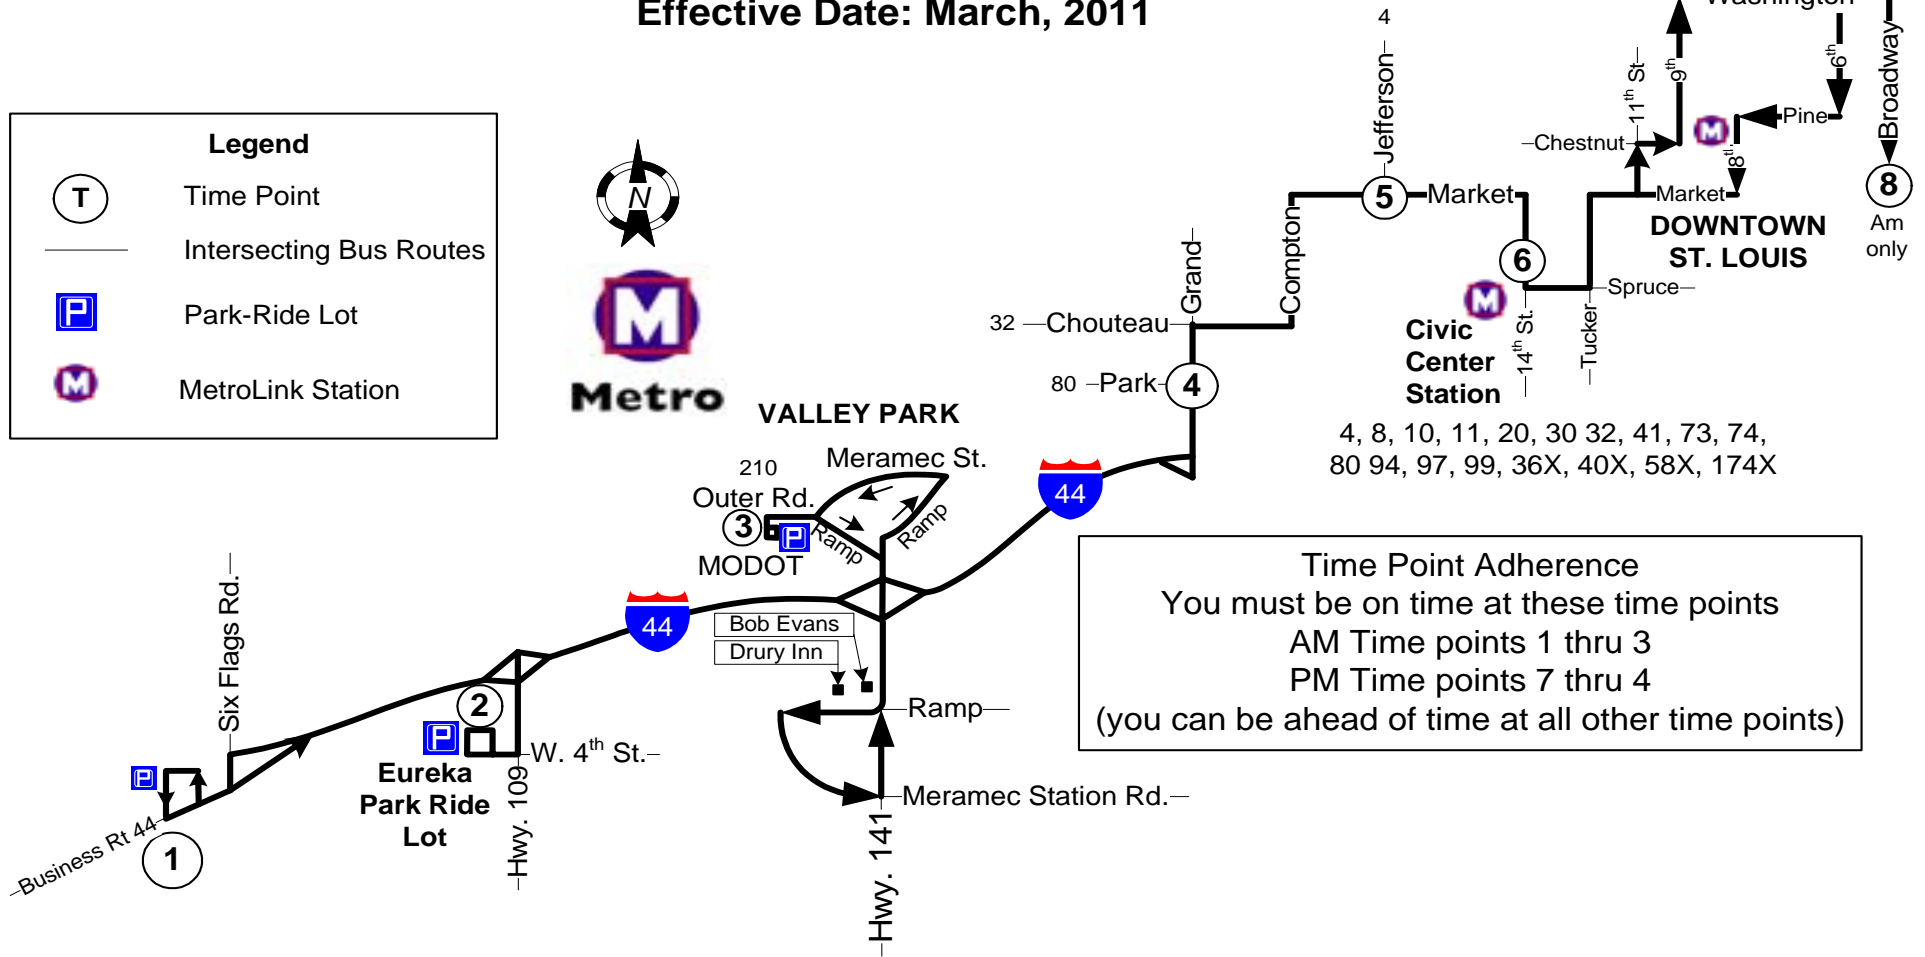 Effective Date: March, 2011
Washington
Legend
T
Time Point
Intersecting Bus Routes
P
Park-Ride Lot
M
MetroLink Station
N
M
Metro
4
Jefferson
11th St
9th
6th
Broadway
Pine
Chestnut
M
8
5
Market
Market
DOWNTOWN
ST. LOUIS
8
Am
only
Grand
Compton
6
Spruce
M
Civic
Center
Station
14th St.
Tucker
32
Chouteau
80
Park
4
4, 8, 10, 11, 20, 30 32, 41, 73, 74,
80 94, 97, 99, 36X, 40X, 58X, 174X
VALLEY PARK
210
Meramec St.
Outer Rd.
3
P
Ramp
Ramp
MODOT
44
44
Bob Evans
Drury Inn
Six Flags Rd.
2
P
Eureka
Park Ride
Lot
W. 4th St.
Hwy. 109
Ramp
Meramec Station Rd.
Hwy. 141
P
Business Rt 44
1
Time Point Adherence
You must be on time at these time points
AM Time points 1 thru 3
PM Time points 7 thru 4
(you can be ahead of time at all other time points)